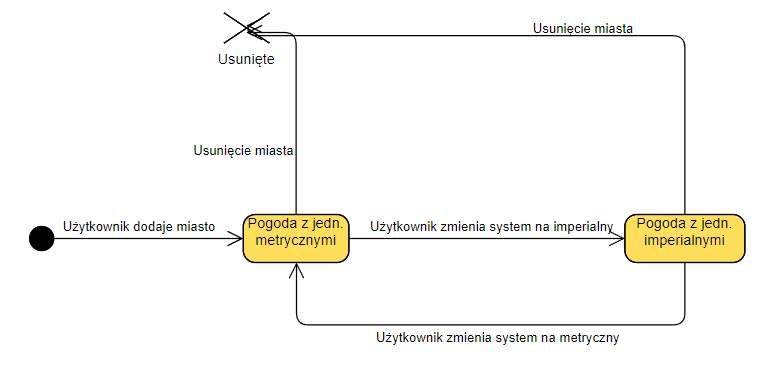 Usunięcie miasta
Usunięte
Usunięcie miasta
Użytkownik dodaje miasto
Pogoda z jedn.
metrycznymi
Użytkownik zmienia system na imperialny
Pogoda z jedn.
imperialnymi
Użytkownik zmienia system na metryczny